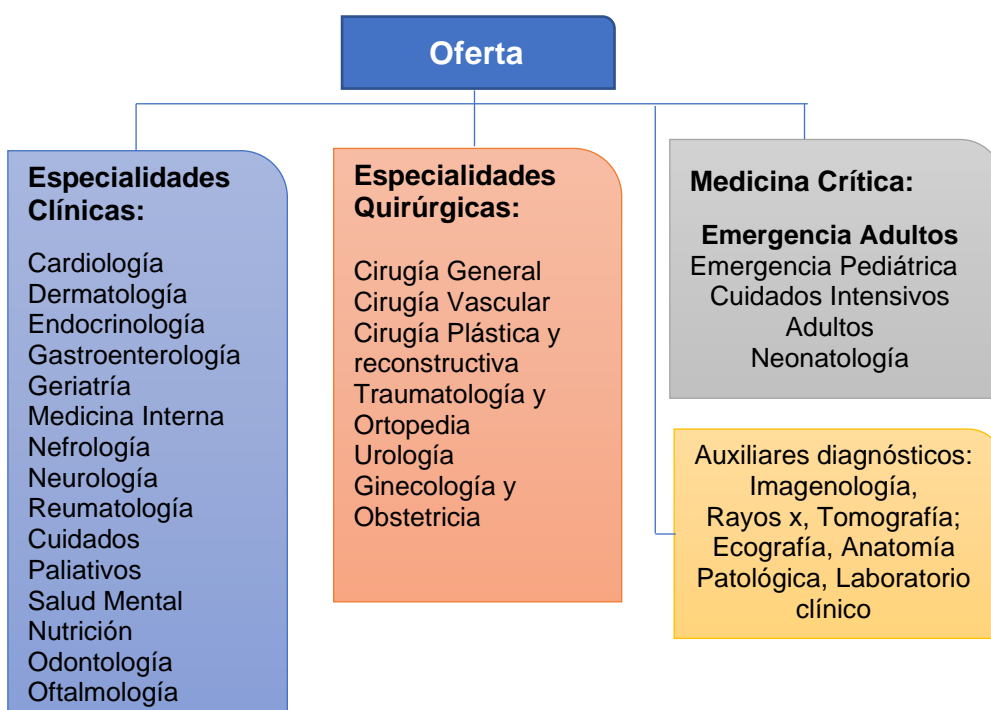 Oferta
Especialidades
Clínicas:
Cardiología
Dermatología
Endocrinología
Gastroenterología
Geriatría
Medicina Interna
Nefrología
Neurología
Reumatología
Cuidados
Paliativos
Salud Mental
Nutrición
Odontología
Oftalmología
Especialidades
Quirúrgicas:
Cirugía General
Cirugía Vascular
Cirugía Plástica y
reconstructiva
Traumatología y
Ortopedia
Urología
Ginecología y
Obstetricia
Medicina Crítica:
Emergencia Adultos
Emergencia Pediátrica
Cuidados Intensivos
Adultos
Neonatología
Auxiliares diagnósticos:
Imagenología,
Rayos x, Tomografía;
Ecografía, Anatomía
Patológica, Laboratorio
clínico